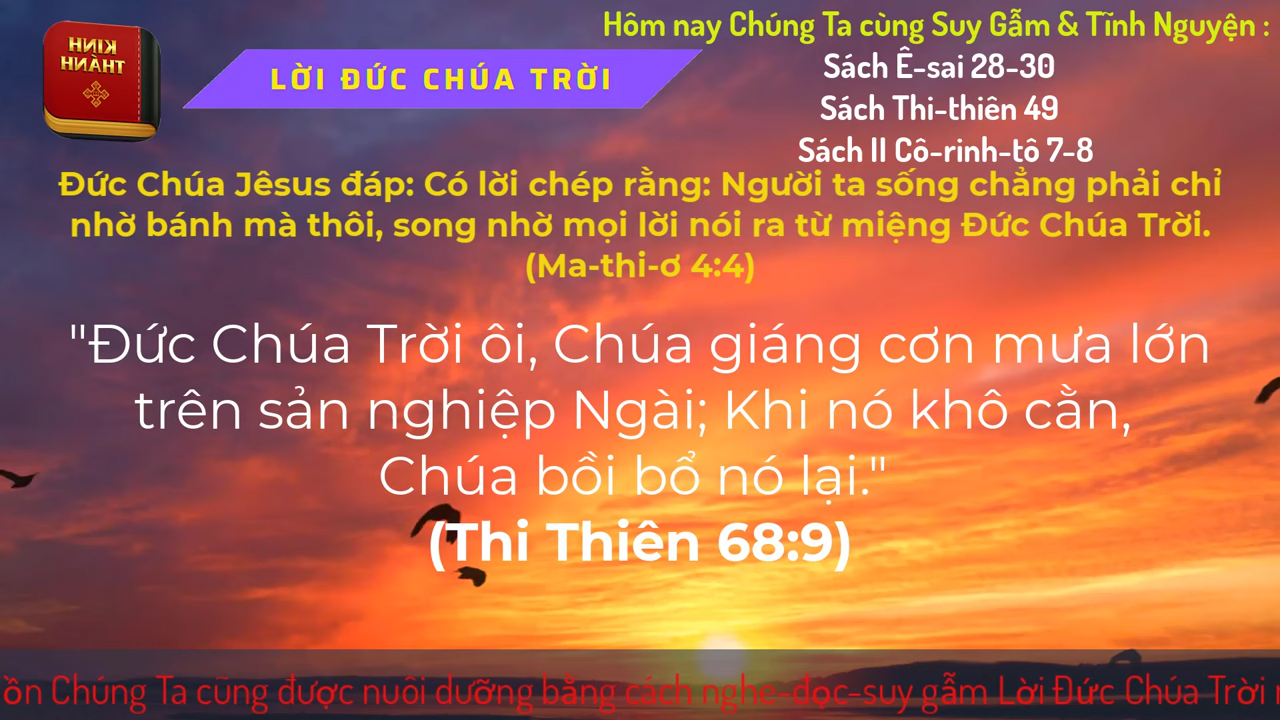 KINH
THÀNH
LỜI ĐỨC CHÚA TRỜI
Hôm nay Chúng Ta cùng Suy Gẫm & Tĩnh Nguyện :
Sách Ê-sai 28-30
Sách Thi-thiên 49
Sách II Cô-rinh-tô 7-8
Đức Chúa Jêsus đáp: Có lời chép rằng: Người ta sống chẳng phải chỉ
nhờ bánh mà thôi, song nhờ mọi lời nói ra từ miệng Đức Chúa Trời.
(Ma-thi-ơ 4:4)
"Đức Chúa Trời ôi, Chúa giáng cơn mưa lớn
trên sản nghiệp Ngài; Khi nó khô cằn,
Chúa bồi bổ nó lại."
(Thi Thiên 68:9)
ồn Chúng Ta cũng được nuôi dưỡng bằng cách nghe-đọc-suy gẫm Lời Đức Chúa Trời